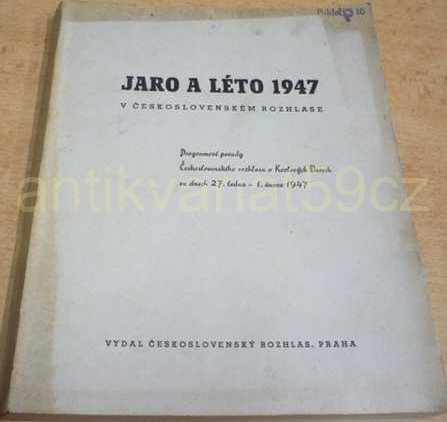 JARO A LÉTO 1947
V ČESKOSLOVENSKÉM ROZHLASE
Programové porady
Československého rozhlasu v Karlových Varech
ve dnech 27. ledna - 1. února 1947
antikvariat59cz
VYDAL ČESKOSLOVENSKÝ ROZHLAS, PRAHA